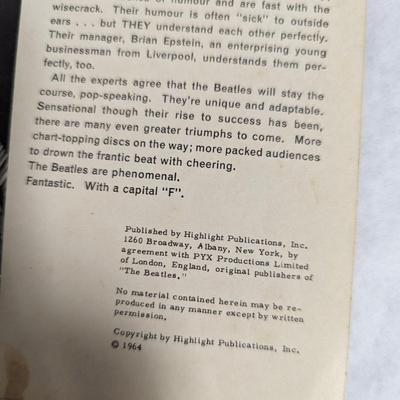 of humour and are fast with the
wisecrack. Their humour is often "sick" to outside
ears . . . but THEY understand each other perfectly.
Their manager, Brian Epstein, an enterprising young
businessman from Liverpool, understands them per-
fectly, too.
All the experts agree that the Beatles will stay the
course, pop-speaking. They're unique and adaptable.
Sensational though their rise to success has been,
there are many even greater triumphs to come. More
chart-topping discs on the way; more packed audiences
to drown the frantic beat with cheering.
The Beatles are phenomenal.
Fantastic. With a capital "F".
Published by Highlight Publications, Inc.
1260 Broadway, Albany, New York, by
agreement with PYX Productions Limited
of London, England, original publishers of
"The Beatles."
No material contained herein may be re-
produced in any manner except by written
permission.
Copyright by Highlight Publications, Inc.
© 1964